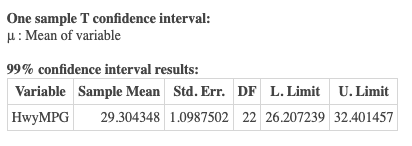 One sample T confidence interval:
μ : Mean of variable
99% confidence interval results:
Variable Sample Mean Std. Err. DF L. Limit U. Limit
HwyMPG 29.304348 1.0987502 22 26.207239 32.401457